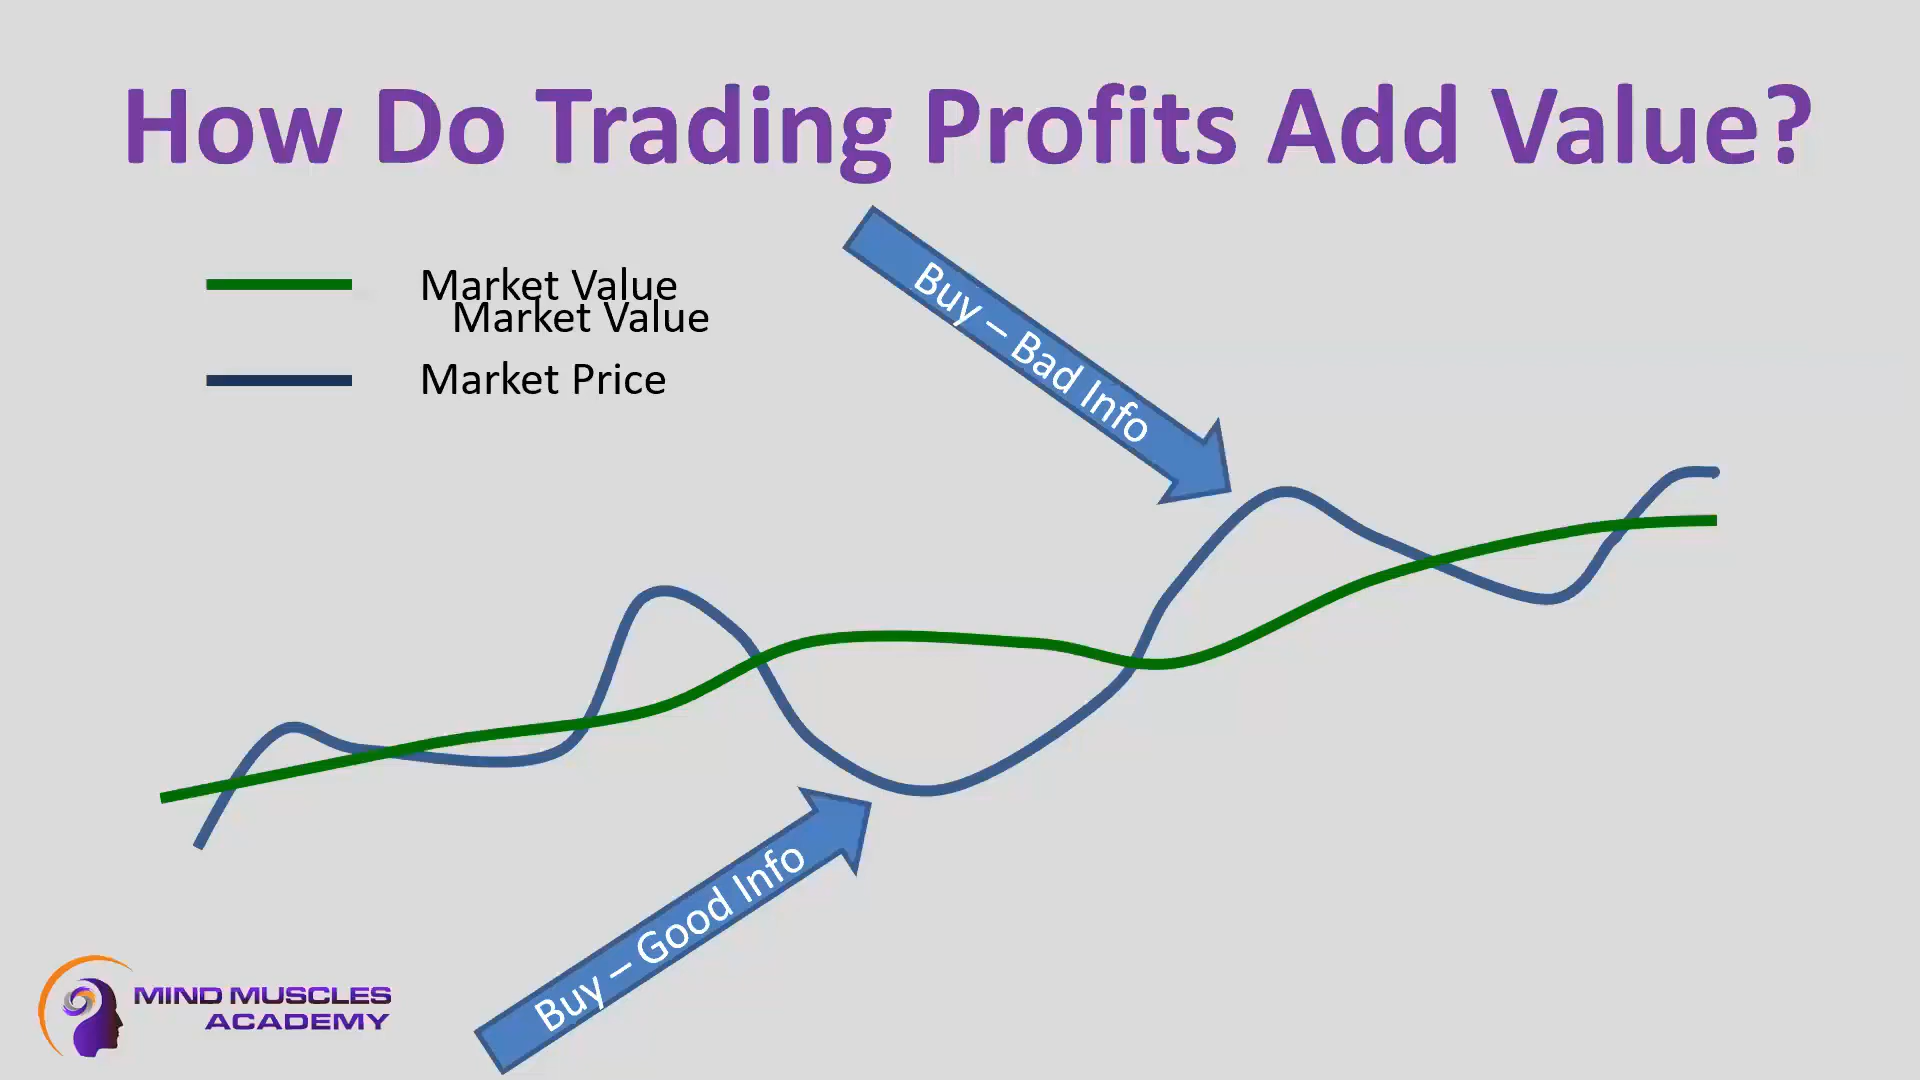 How Do Trading Profits Add Value?
Market Value
Market Value
Market Price
Buy – Bad Info
Buy – Good Info
MIND MUSCLES
ACADEMY